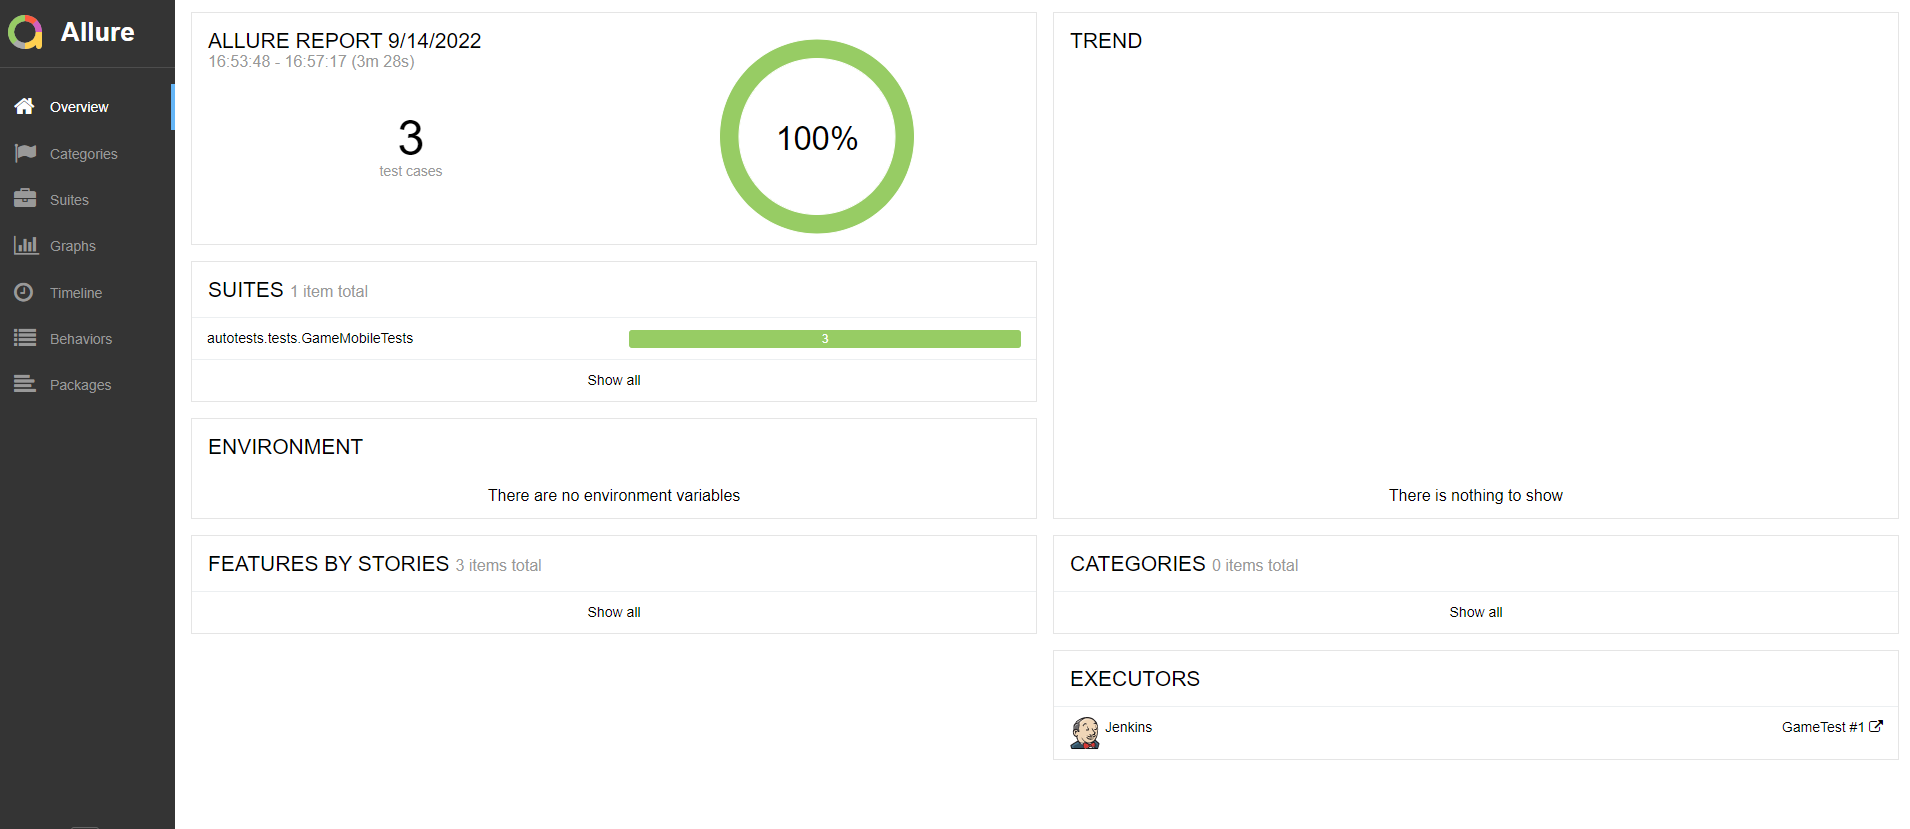 Allure
Overview
Categories
Suites
Graphs
Timeline
Behaviors
Packages
ALLURE REPORT 9/14/2022
16:53:48 - 16:57:17 (3m 28s)
3
test cases
100%
SUITES 1 item total
autotests.tests.GameMobileTests 3
Show all
ENVIRONMENT
There are no environment variables
FEATURES BY STORIES 3 items total
Show all
TREND
There is nothing to show
CATEGORIES 0 items total
Show all
EXECUTORS
Jenkins GameTest #1